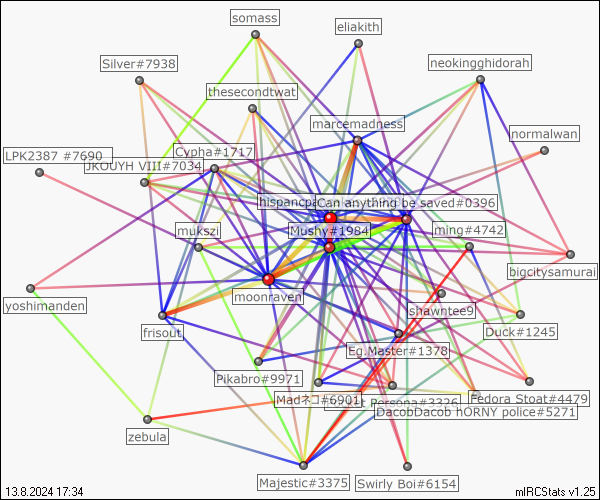 somass
eliakith
Silver#7938
neokingghidorah
thesecondtwat
marcemadness
normalwan
LPK2387 #7690
Cypha#1717
JKOUYH VIII#7034
hispancpa
Can anything be saved#0396
mukszi
Mushy#1984
ming#4742
bigcitysamurai
moonraven
yoshimanden
shawntee9
frisout
Duck#1245
Eg.Master#1378
Pikabro#9971
Madネコ#6901
Persona#3326
Fedora Stoat#4479
DacobDacob hORNY police#5271
zebula
Majestic#3375
Swirly Boi#6154
13.8.2024 17:34
mIRCStats v1.25